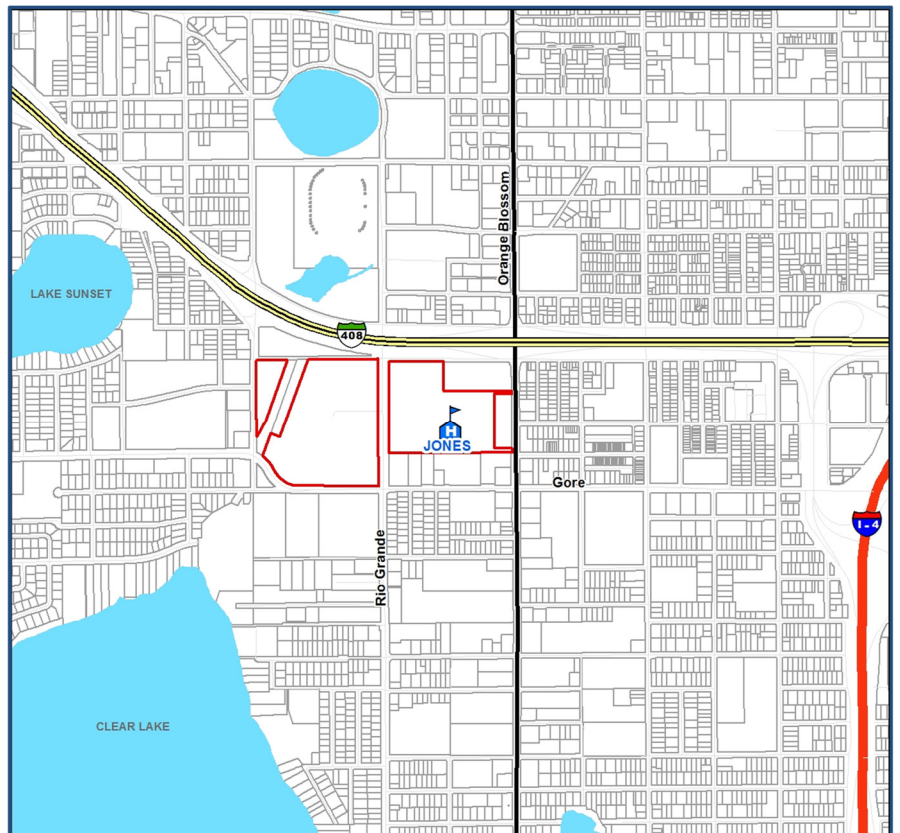 Orange Blossom
LAKE SUNSET
408
H
JONES
Gore
I-4
Rio Grande
CLEAR LAKE